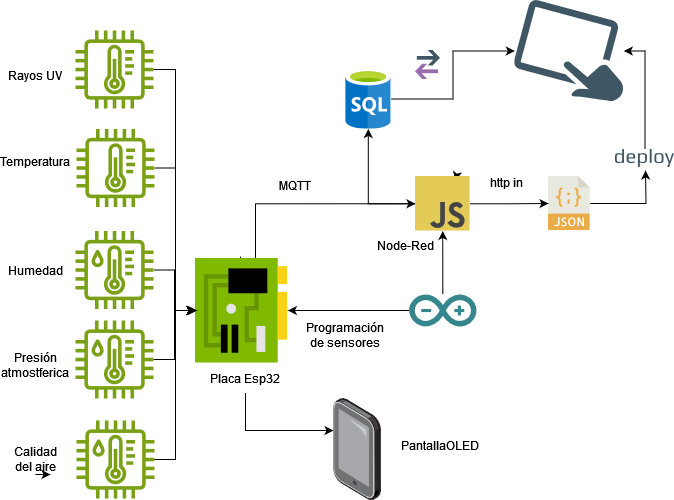 Rayos UV
Temperatura
Humedad
Presión
atmostferica
Calidad
del aire
SQL
MQTT
JS
Node-Red
http in
{;}
JSON
deploy
Programación
de sensores
Placa Esp32
PantallaOLED